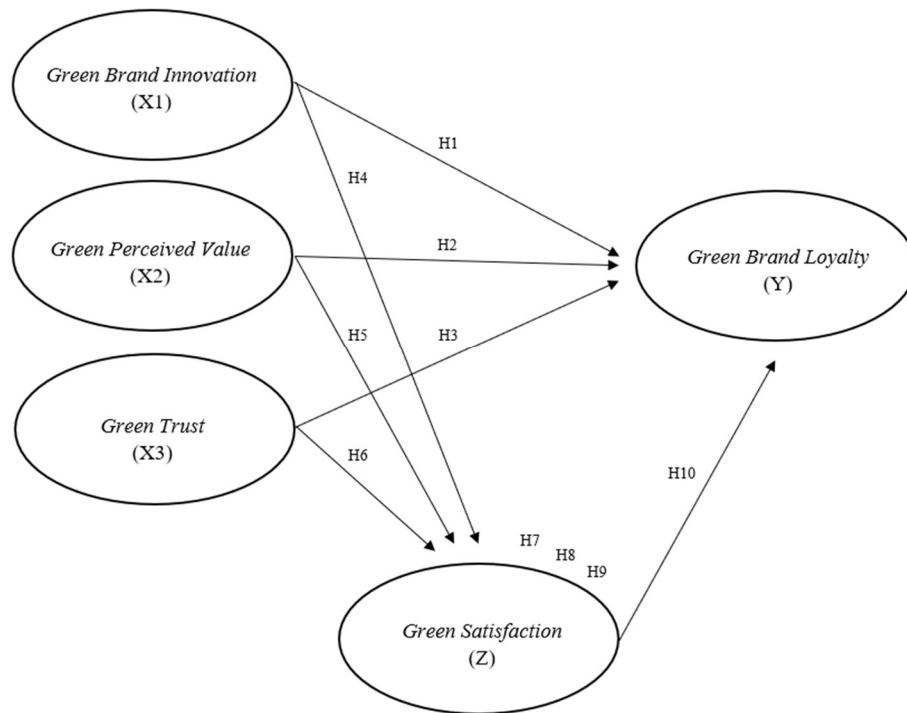 Green Brand Innovation
(X1)
H1
H4
Green Perceived Value
(X2)
H2
Green Brand Loyalty
(Y)
H5
H3
Green Trust
(X3)
H6
H10
H7
H8
H9
Green Satisfaction
(Z)